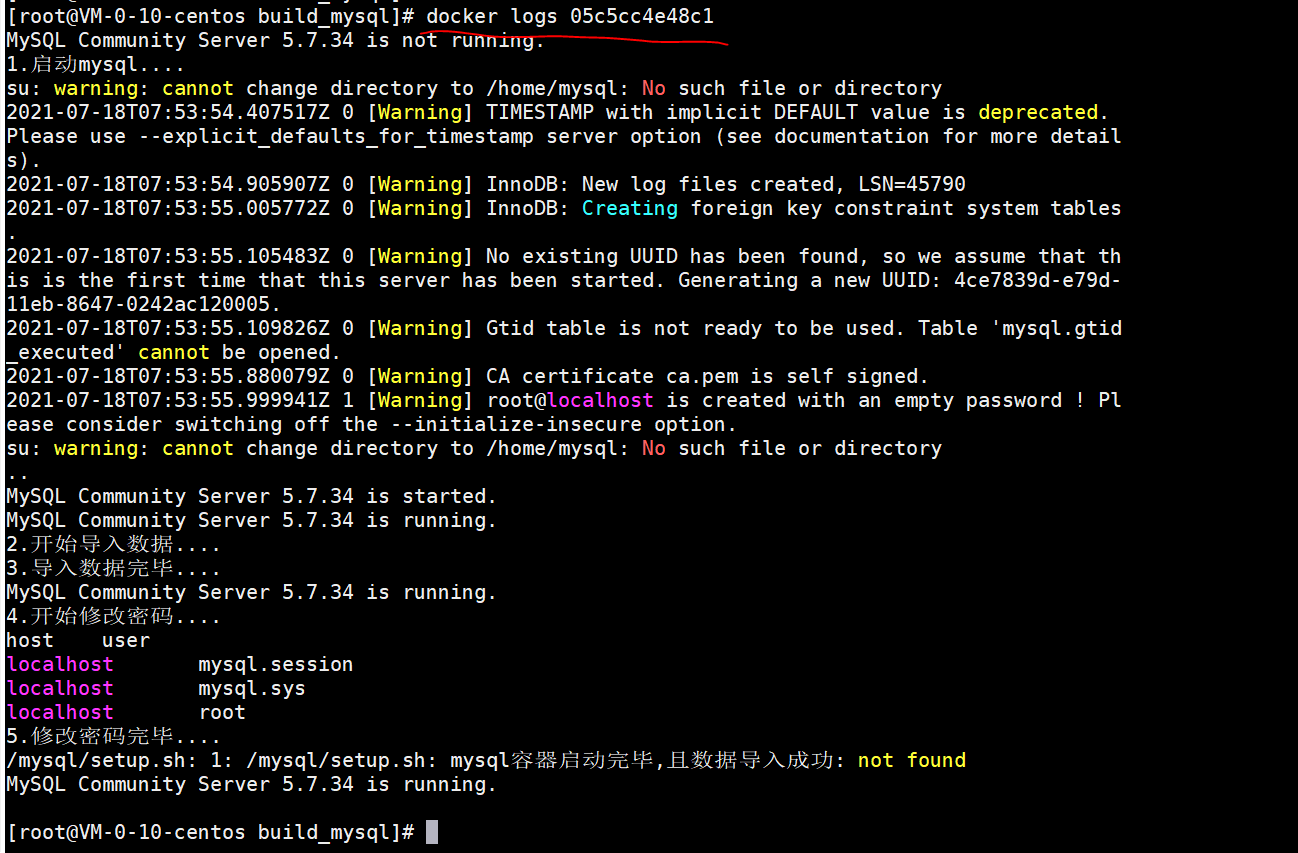 [root@VM-0-10-centos build_mysql]# docker logs 05c5cc4e48c1
MySQL Community Server 5.7.34 is not running.
1.启动mysql....
su: warning: cannot change directory to /home/mysql: No such file or directory
2021-07-18T07:53:54.407517Z 0 [Warning] TIMESTAMP with implicit DEFAULT value is deprecated.
Please use --explicit_defaults_for_timestamp server option (see documentation for more detail
s).
2021-07-18T07:53:54.905907Z 0 [Warning] InnoDB: New log files created, LSN=45790
2021-07-18T07:53:55.005772Z 0 [Warning] InnoDB: Creating foreign key constraint system tables
.
2021-07-18T07:53:55.105483Z 0 [Warning] No existing UUID has been found, so we assume that th
is is the first time that this server has been started. Generating a new UUID: 4ce7839d-e79d-
11eb-8647-0242ac120005.
2021-07-18T07:53:55.109826Z 0 [Warning] Gtid table is not ready to be used. Table 'mysql.gtid
_executed' cannot be opened.
2021-07-18T07:53:55.880079Z 0 [Warning] CA certificate ca.pem is self signed.
2021-07-18T07:53:55.999941Z 1 [Warning] root@localhost is created with an empty password ! Pl
ease consider switching off the --initialize-insecure option.
su: warning: cannot change directory to /home/mysql: No such file or directory
..
MySQL Community Server 5.7.34 is started.
MySQL Community Server 5.7.34 is running.
2.开始导入数据....
3.导入数据完毕....
MySQL Community Server 5.7.34 is running.
4.开始修改密码....
host    user
localhost       mysql.session
localhost       mysql.sys
localhost       root
5.修改密码完毕....
/mysql/setup.sh: 1: /mysql/setup.sh: mysql容器启动完毕,且数据导入成功: not found
MySQL Community Server 5.7.34 is running.
[root@VM-0-10-centos build_mysql]#